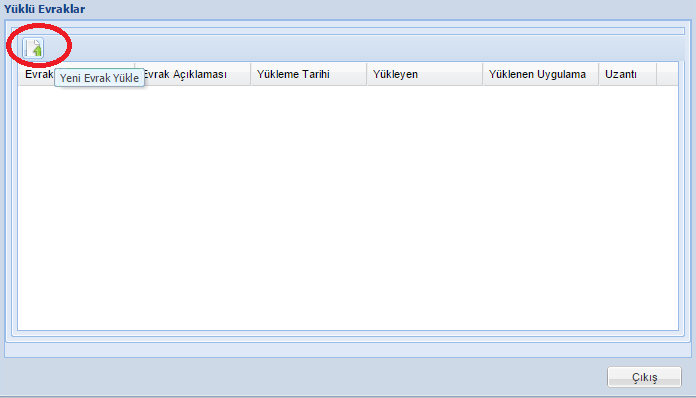 Yüklü Evraklar
Yeni Evrak Yükle
Evrak Evrak Açıklaması Yükleme Tarihi Yükleyen Yüklenen Uygulama Uzantı
Çıkış